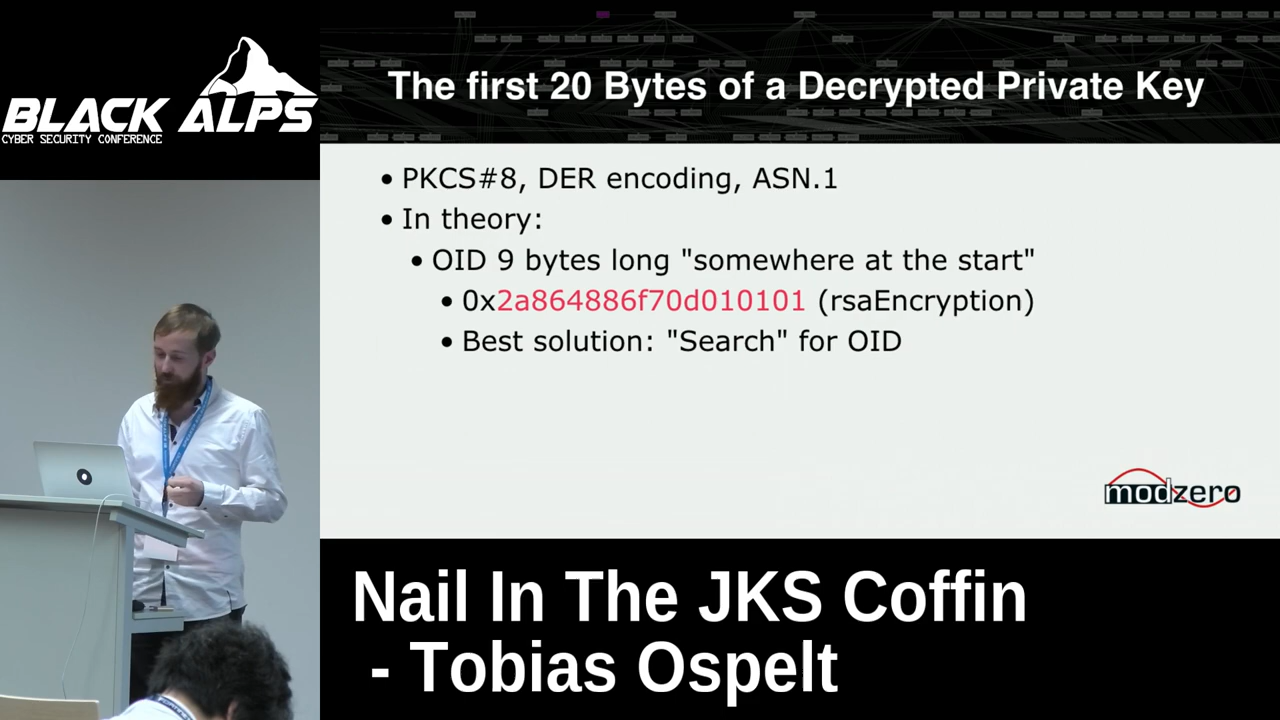 BLACK ALPS
CYBER SECURITY CONFERENCE
The first 20 Bytes of a Decrypted Private Key
• PKCS#8, DER encoding, ASN.1
• In theory:
• OID 9 bytes long "somewhere at the start"
• 0x2a864886f70d010101 (rsaEncryption)
• Best solution: "Search" for OID
modzero
Nail In The JKS Coffin
- Tobias Ospelt